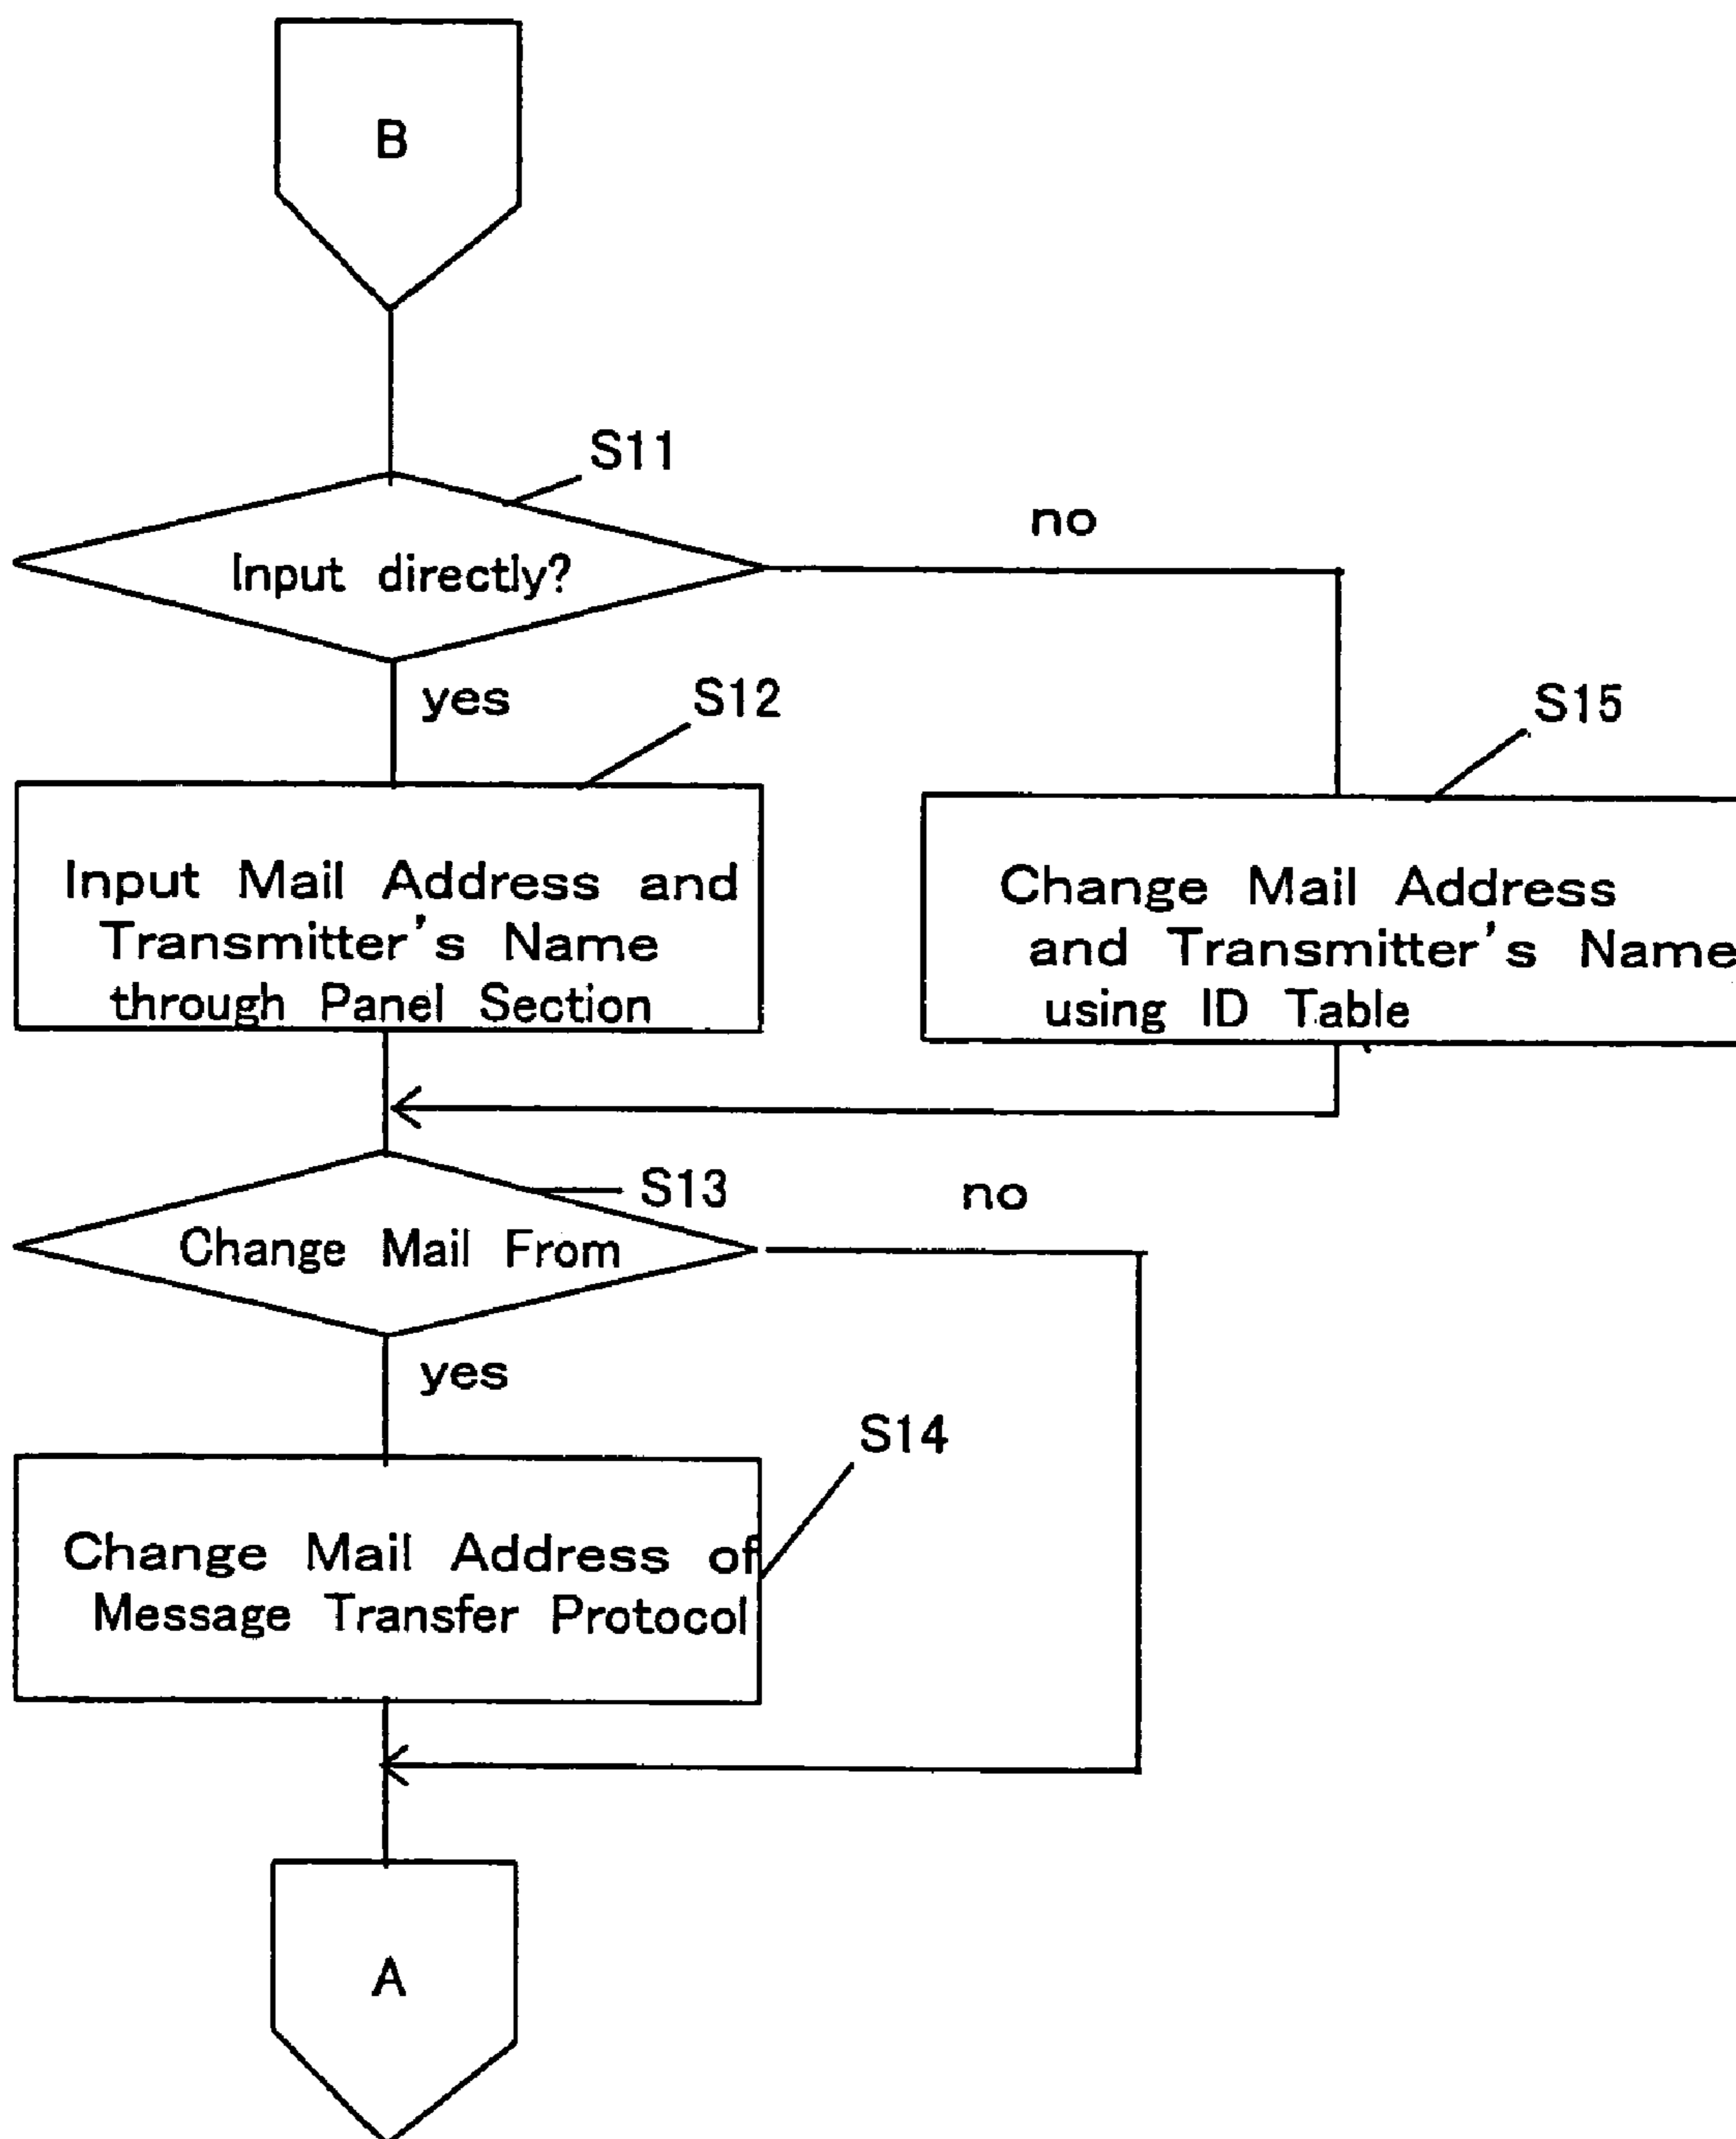 B
S11
no
Input directly?
yes
S12
S15
Input Mail Address and
Transmitter's Name
through Panel Section
Change Mail Address
and Transmitter's Name
using ID Table
S13
no
Change Mail From
yes
S14
Change Mail Address of
Message Transfer Protocol
A